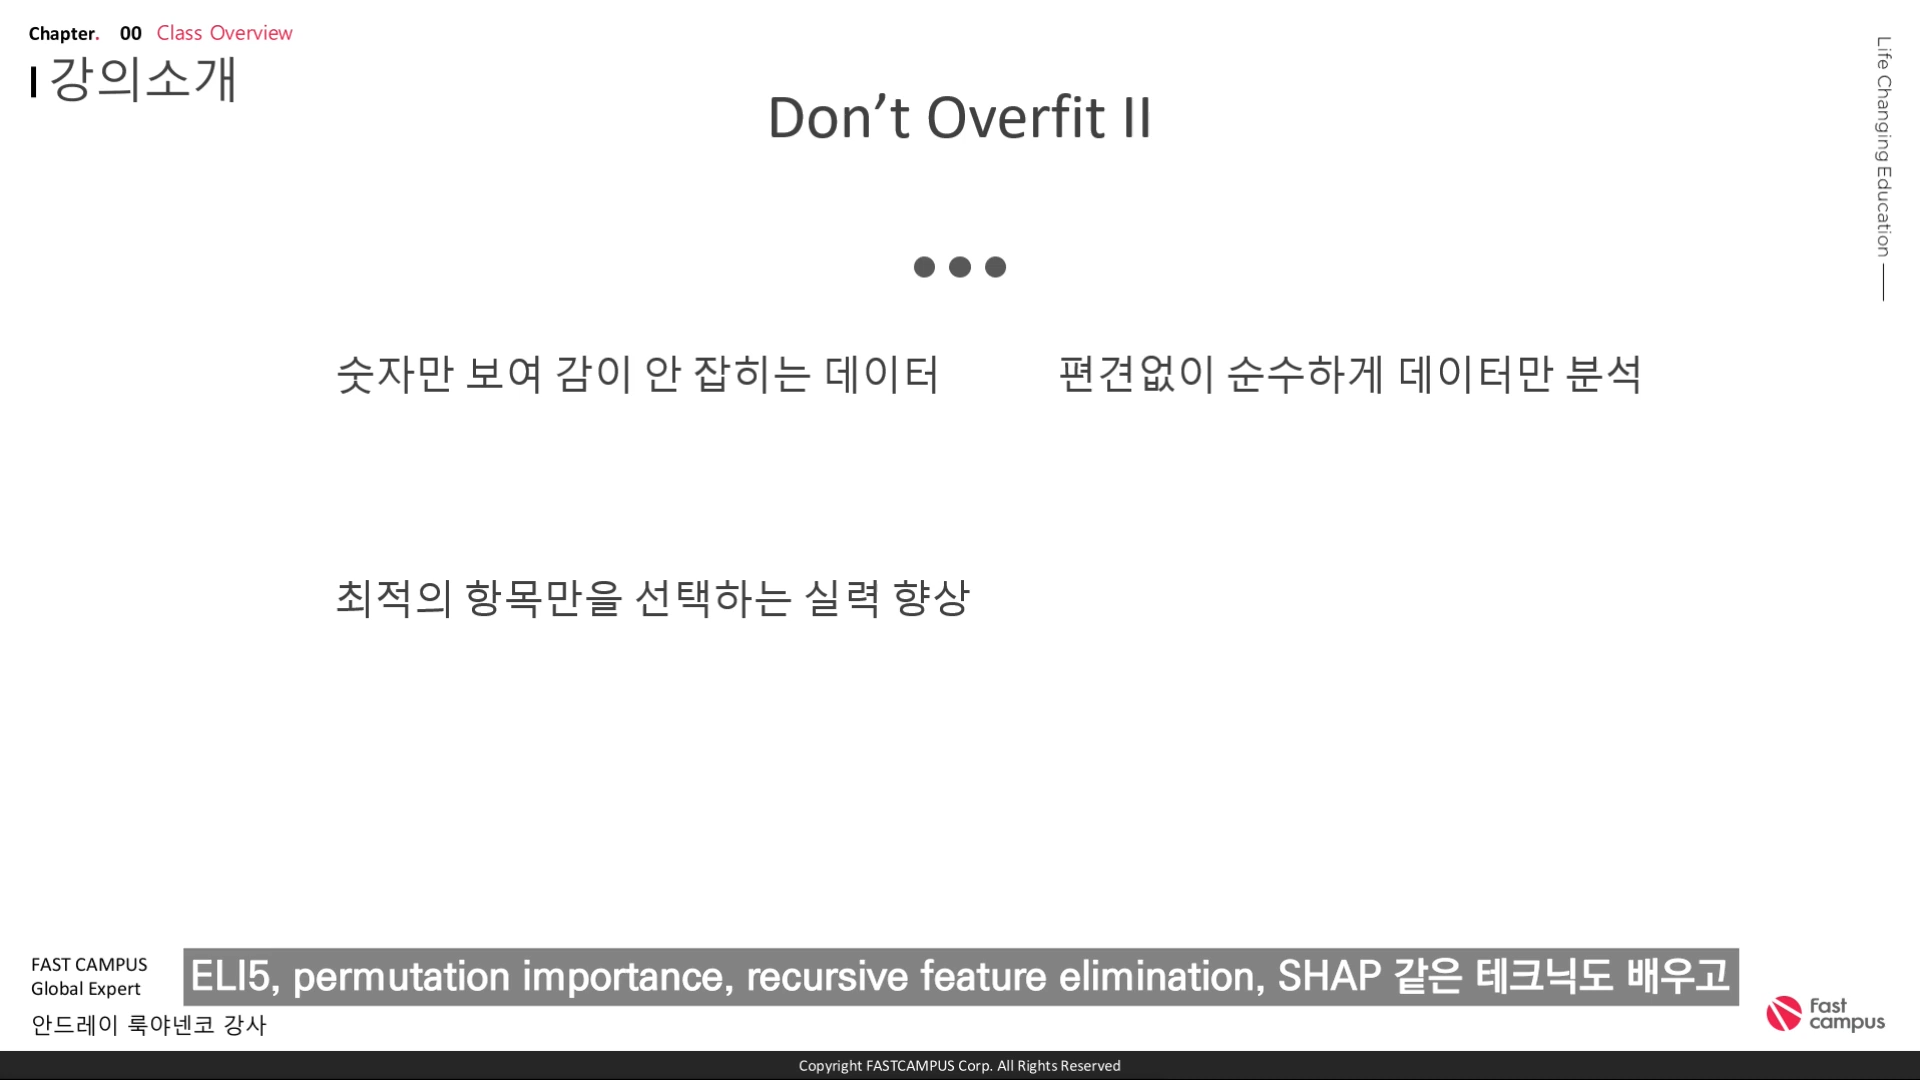 Chapter. 00 Class Overview
강의소개
Don’t Overfit II
숫자만 보여 감이 안 잡히는 데이터
편견없이 순수하게 데이터만 분석
최적의 항목만을 선택하는 실력 향상
Life Changing Education
FAST CAMPUS
Global Expert
안드레이 룩야넨코 강사
ELI5, permutation importance, recursive feature elimination, SHAP 같은 테크닉도 배우고
Fast
campus
Copyright FASTCAMPUS Corp. All Rights Reserved